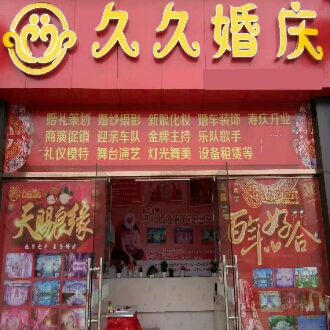 久久婚庆
婚礼策划 婚纱摄影 新娘化妆 婚车装饰 寿庆开业
商演促销 迎亲车队 金牌主持 乐队歌手
礼仪模特 舞台演艺 灯光舞美 设备租赁等
天赐良缘
百年好合